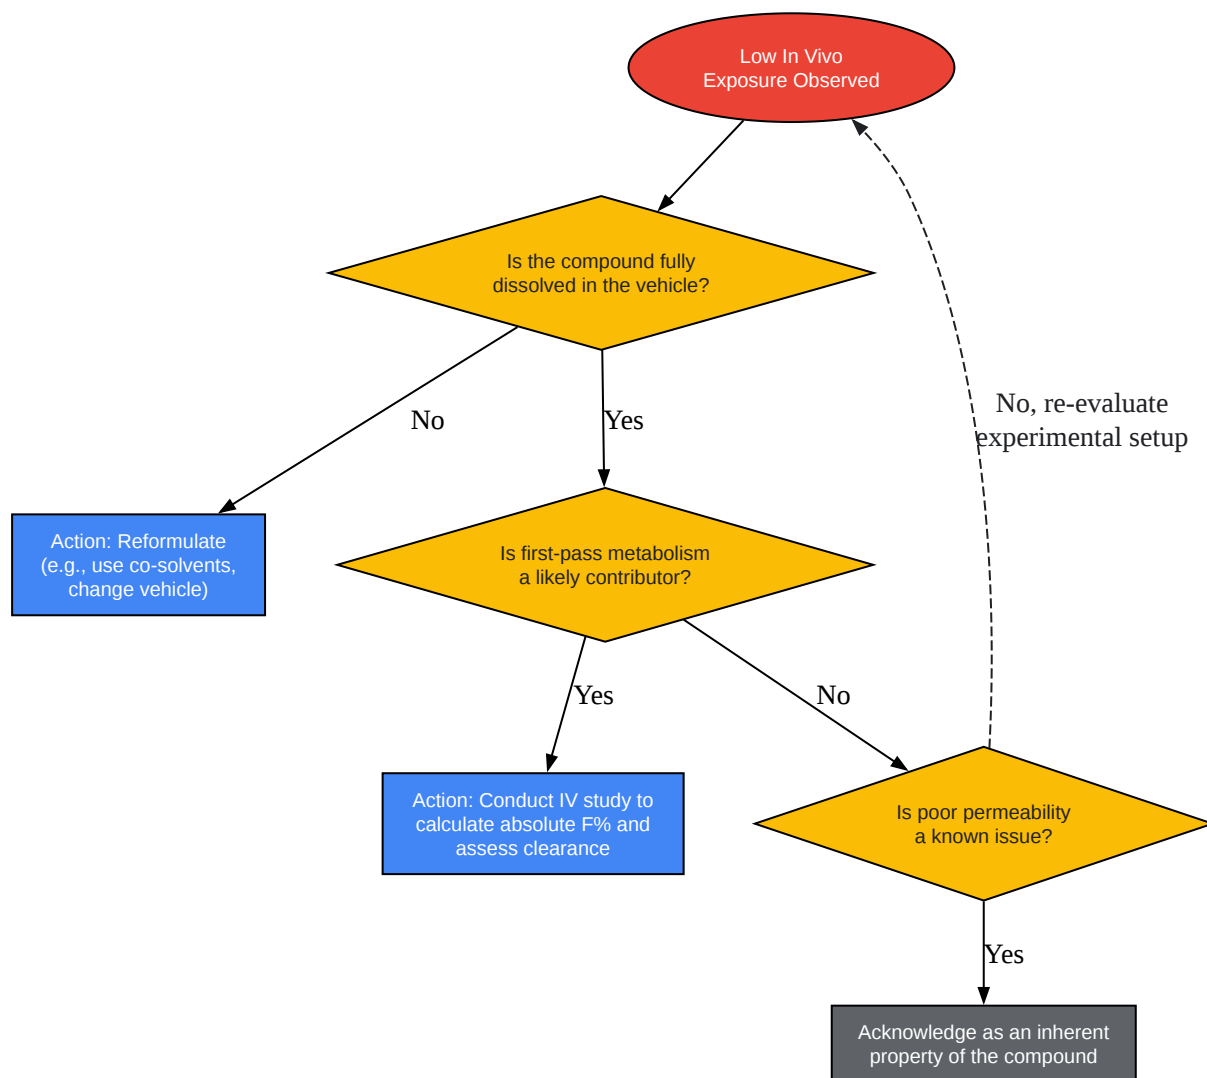 Low In Vivo
Exposure Observed
Is the compound fully
dissolved in the vehicle?
No
Yes
No, re-evaluate
experimental setup
Action: Reformulate
(e.g., use co-solvents,
change vehicle)
Is first-pass metabolism
a likely contributor?
Yes
No
Action: Conduct IV study to
calculate absolute F% and
assess clearance
Is poor permeability
a known issue?
Yes
Acknowledge as an inherent
property of the compound